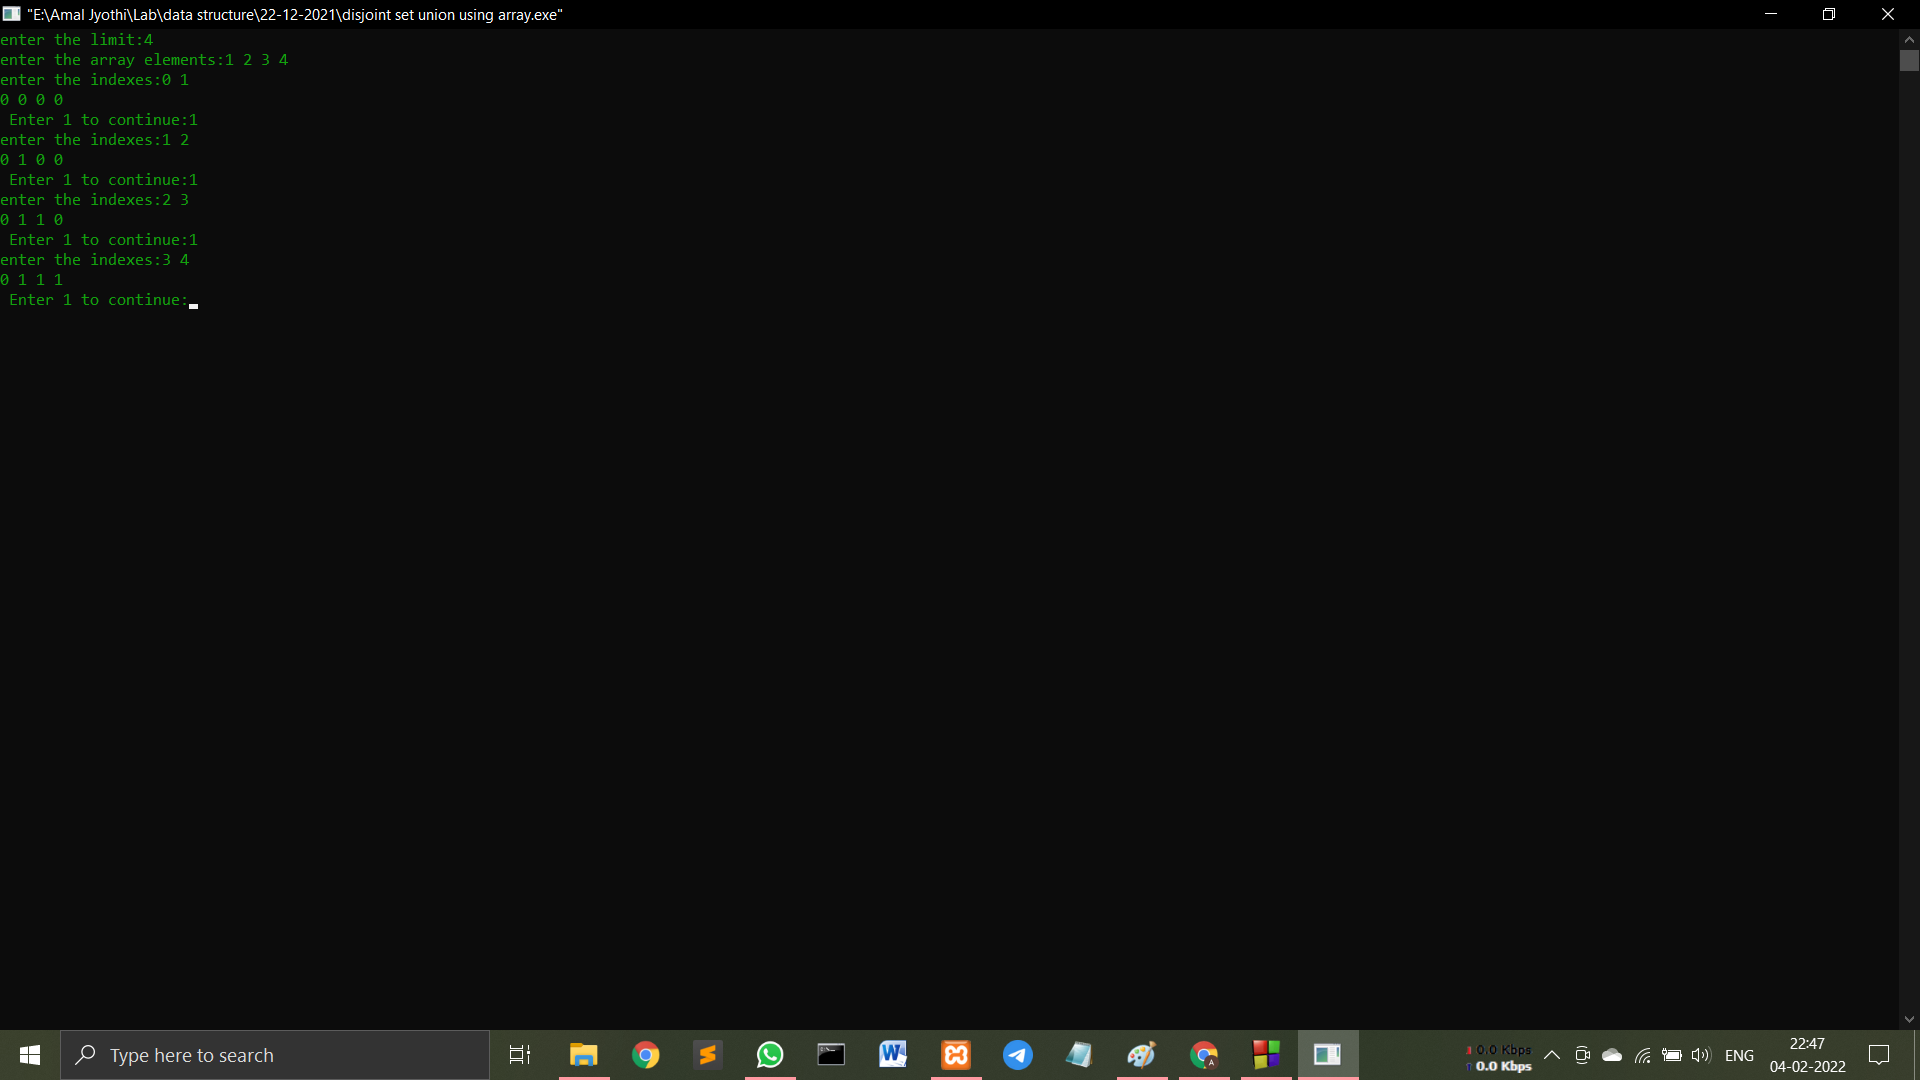 "E:\Amal Jyothi\Lab\data structure\22-12-2021\disjoint set union using array.exe"
enter the limit:4
enter the array elements:1 2 3 4
enter the indexes:0 1
0 0 0 0
 Enter 1 to continue:1
enter the indexes:1 2
0 1 0 0
 Enter 1 to continue:1
enter the indexes:2 3
0 1 1 0
 Enter 1 to continue:1
enter the indexes:3 4
0 1 1 1
 Enter 1 to continue:
Type here to search
0.0 Kbps
0.0 Kbps
ENG
22:47
04-02-2022